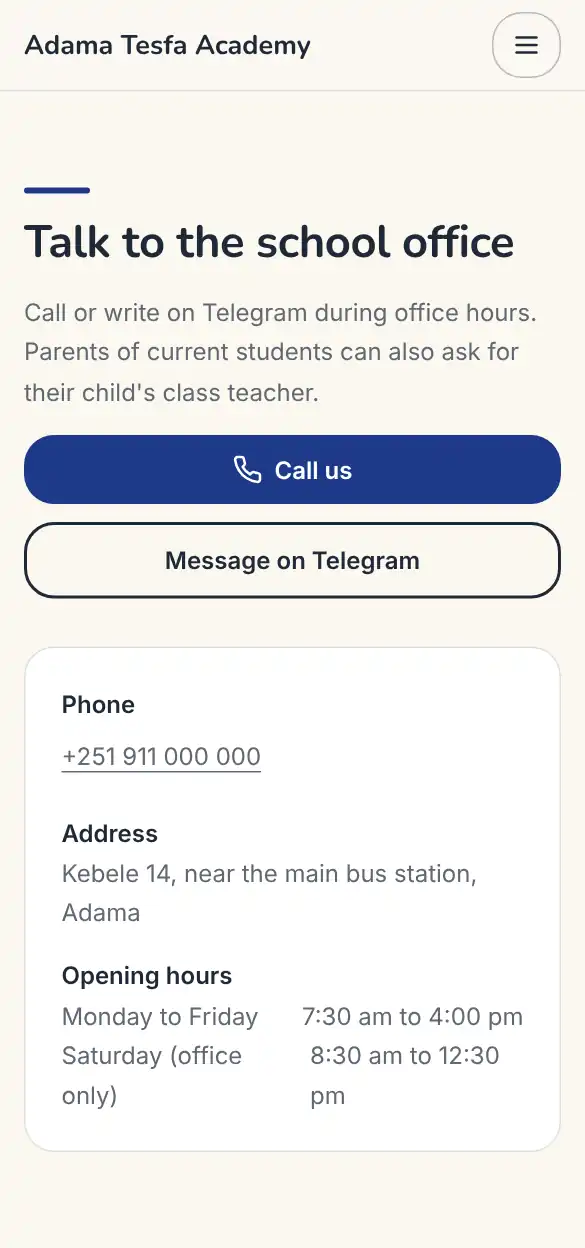 Adama Tesfa Academy
Talk to the school office
Call or write on Telegram during office hours.
Parents of current students can also ask for
their child's class teacher.
Call us
Message on Telegram
Phone
+251 911 000 000
Address
Kebele 14, near the main bus station,
Adama
Opening hours
Monday to Friday 7:30 am to 4:00 pm
Saturday (office 8:30 am to 12:30
only) pm